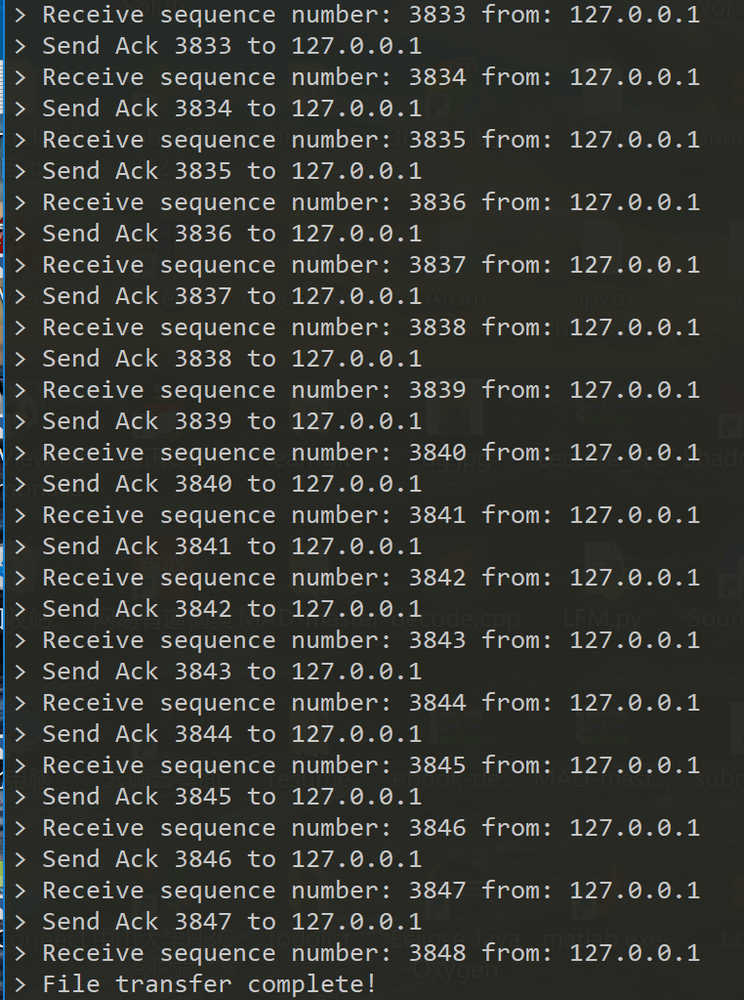 > Receive sequence number: 3833 from: 127.0.0.1
> Send Ack 3833 to 127.0.0.1
> Receive sequence number: 3834 from: 127.0.0.1
> Send Ack 3834 to 127.0.0.1
> Receive sequence number: 3835 from: 127.0.0.1
> Send Ack 3835 to 127.0.0.1
> Receive sequence number: 3836 from: 127.0.0.1
> Send Ack 3836 to 127.0.0.1
> Receive sequence number: 3837 from: 127.0.0.1
> Send Ack 3837 to 127.0.0.1
> Receive sequence number: 3838 from: 127.0.0.1
> Send Ack 3838 to 127.0.0.1
> Receive sequence number: 3839 from: 127.0.0.1
> Send Ack 3839 to 127.0.0.1
> Receive sequence number: 3840 from: 127.0.0.1
> Send Ack 3840 to 127.0.0.1
> Receive sequence number: 3841 from: 127.0.0.1
> Send Ack 3841 to 127.0.0.1
> Receive sequence number: 3842 from: 127.0.0.1
> Send Ack 3842 to 127.0.0.1
> Receive sequence number: 3843 from: 127.0.0.1
> Send Ack 3843 to 127.0.0.1
> Receive sequence number: 3844 from: 127.0.0.1
> Send Ack 3844 to 127.0.0.1
> Receive sequence number: 3845 from: 127.0.0.1
> Send Ack 3845 to 127.0.0.1
> Receive sequence number: 3846 from: 127.0.0.1
> Send Ack 3846 to 127.0.0.1
> Receive sequence number: 3847 from: 127.0.0.1
> Send Ack 3847 to 127.0.0.1
> Receive sequence number: 3848 from: 127.0.0.1
> File transfer complete!